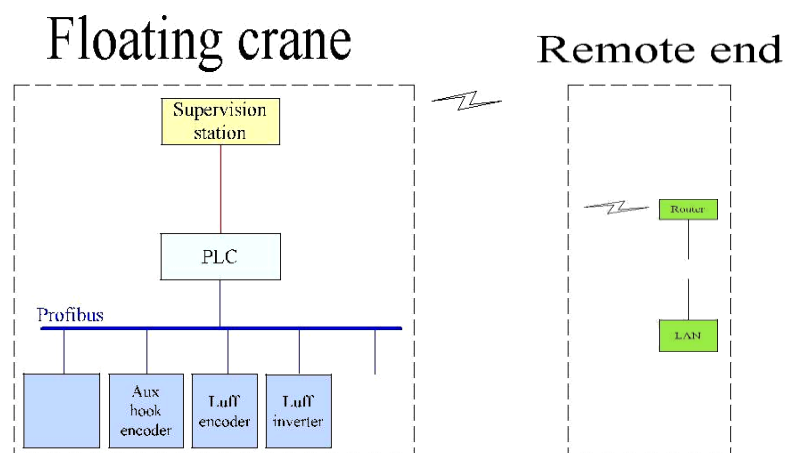 Floating crane
Remote end
Supervision
station
Router
PLC
Profibus
LAN
Aux
hook
encoder
Luff
encoder
Luff
inverter